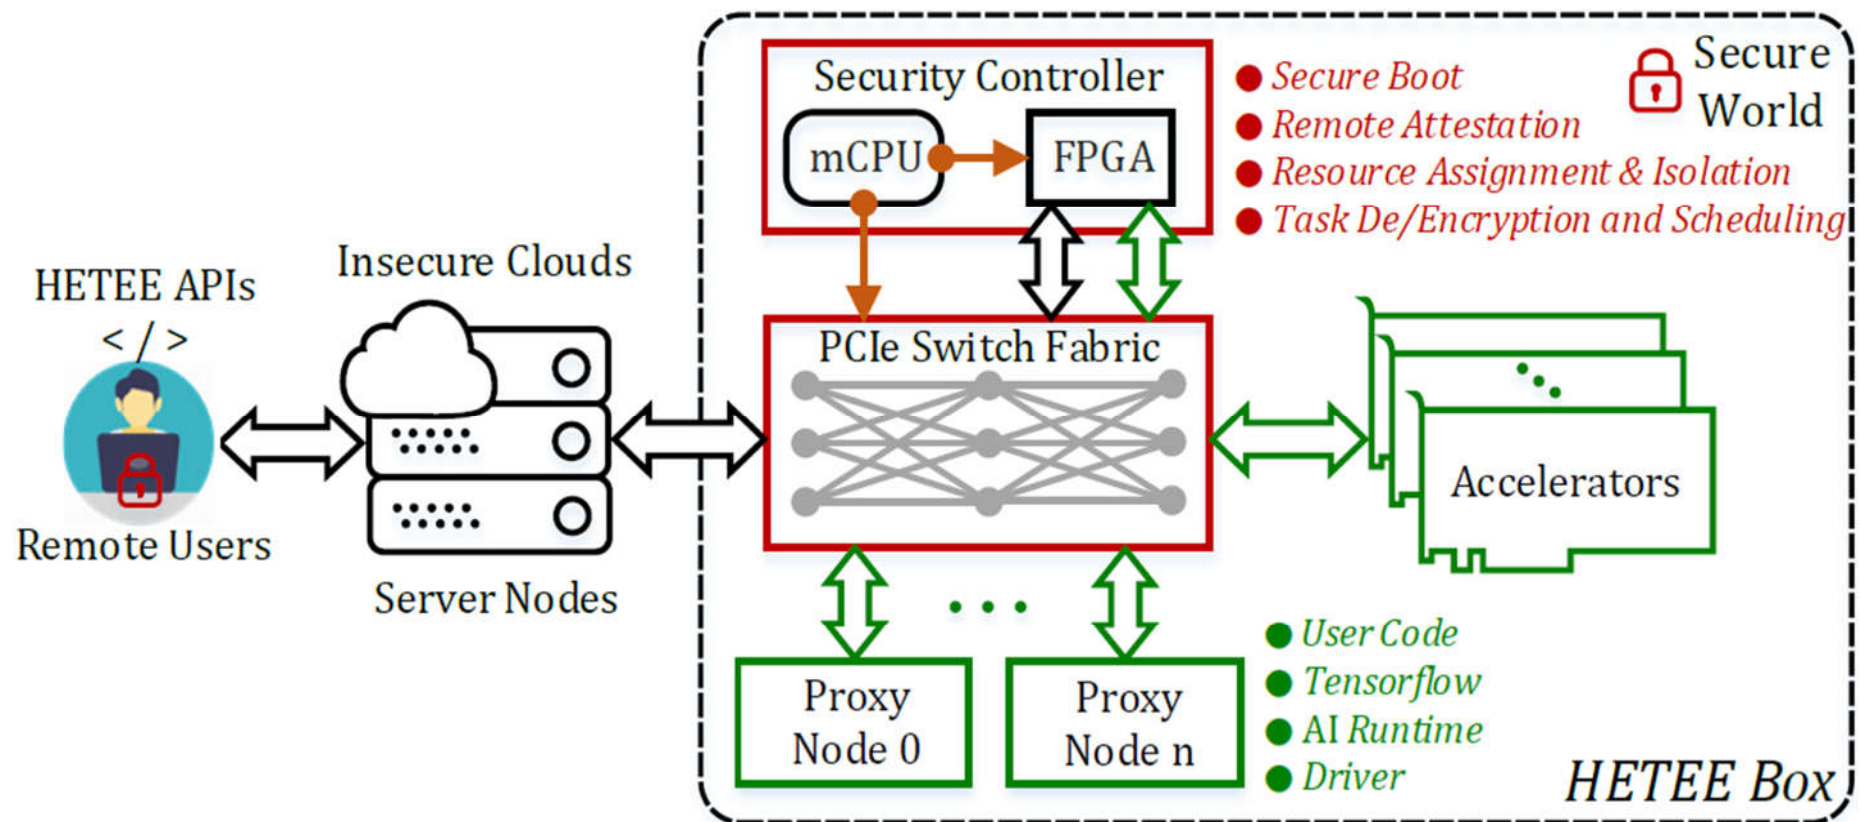 HETEE APIs
< / >
Remote Users
Insecure Clouds
Server Nodes
Security Controller
mCPU
FPGA
● Secure Boot
● Remote Attestation
● Resource Assignment & Isolation
● Task De/Encryption and Scheduling
Secure
World
PCIe Switch Fabric
Accelerators
Proxy
Node 0
Proxy
Node n
● User Code
● Tensorflow
● AI Runtime
● Driver
HETEE Box